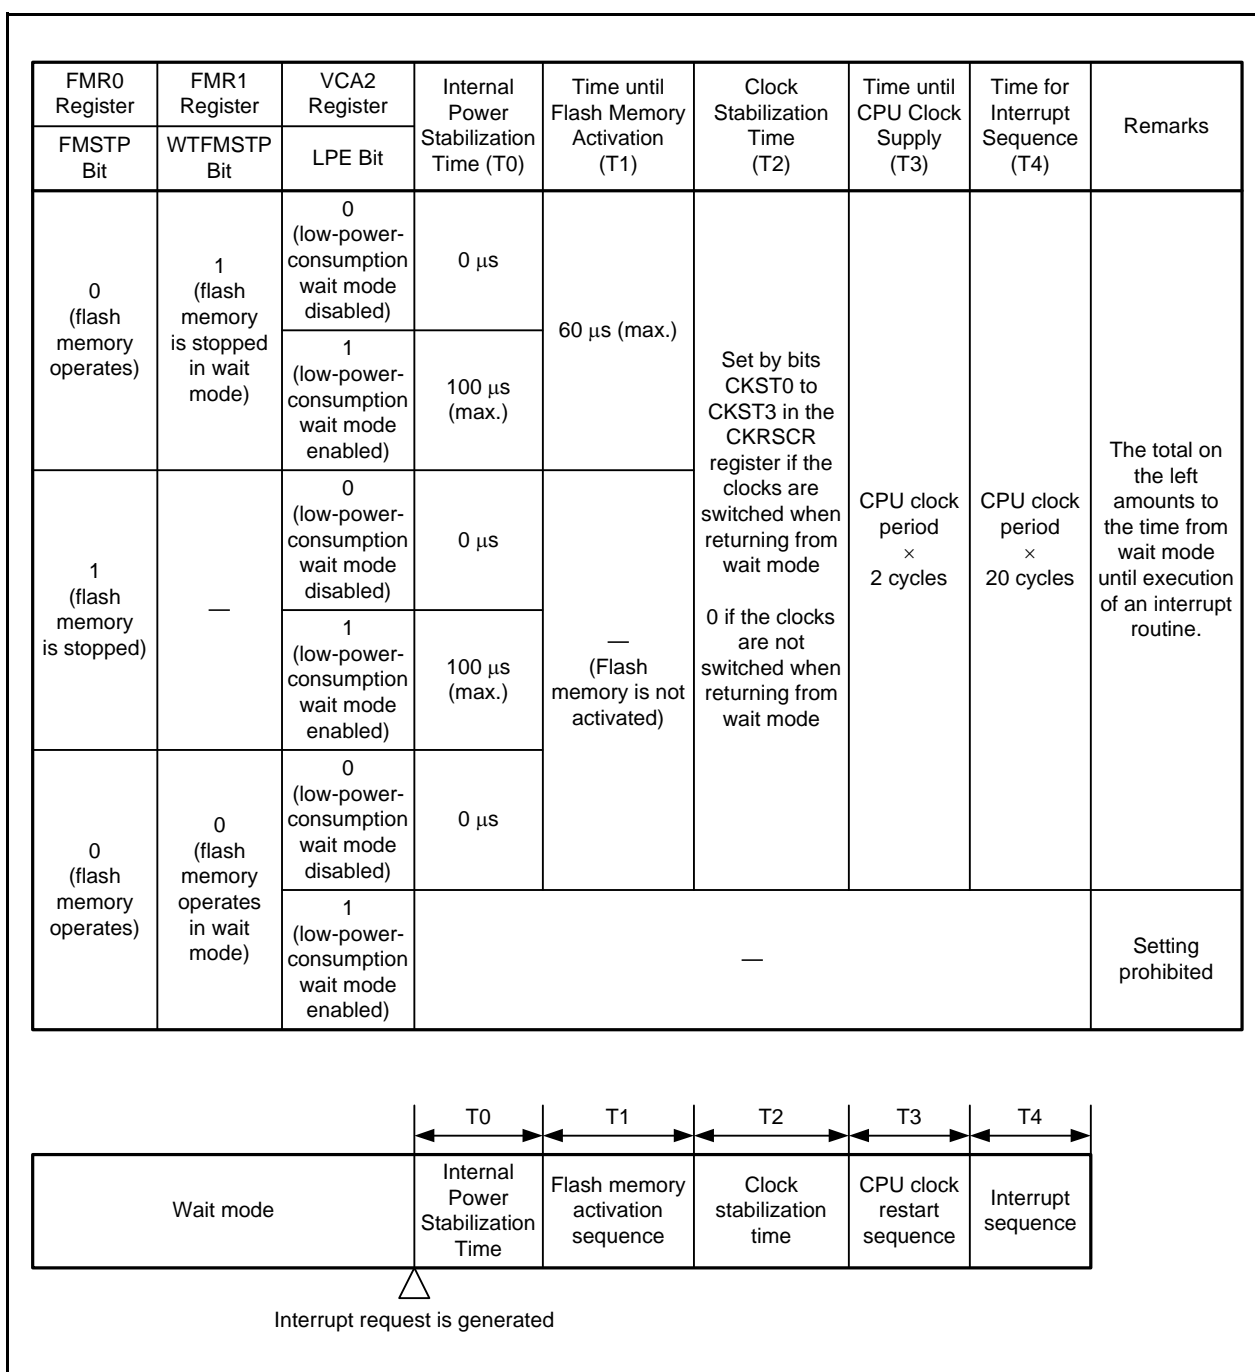 FMR0
Register
FMR1
Register
VCA2
Register
Internal
Power
Stabilization
Time (T0)
Time until
Flash Memory
Activation
(T1)
Clock
Stabilization
Time
(T2)
Time until
CPU Clock
Supply
(T3)
Time for
Interrupt
Sequence
(T4)
Remarks
FMSTP
Bit
WTFMSTP
Bit
LPE Bit
0
(flash
memory
operates)
1
(flash
memory
is stopped
in wait
mode)
0
(low-power-
consumption
wait mode
disabled)
0 μs
60 μs (max.)
Set by bits
CKST0 to
CKST3 in the
CKRSCR
register if the
clocks are
switched when
returning from
wait mode
0 if the clocks
are not
switched when
returning from
wait mode
CPU clock
period
×
2 cycles
CPU clock
period
×
20 cycles
The total on
the left
amounts to
the time from
wait mode
until execution
of an interrupt
routine.
1
(low-power-
consumption
wait mode
enabled)
100 μs
(max.)
1
(flash
memory
is stopped)
—
0
(low-power-
consumption
wait mode
disabled)
0 μs
—
(Flash
memory is not
activated)
1
(low-power-
consumption
wait mode
enabled)
100 μs
(max.)
0
(flash
memory
operates)
0
(flash
memory
operates
in wait
mode)
0
(low-power-
consumption
wait mode
disabled)
0 μs
1
(low-power-
consumption
wait mode
enabled)
—
Setting
prohibited
T0
T1
T2
T3
T4
Wait mode
Internal
Power
Stabilization
Time
Flash memory
activation
sequence
Clock
stabilization
time
CPU clock
restart
sequence
Interrupt
sequence
Interrupt request is generated